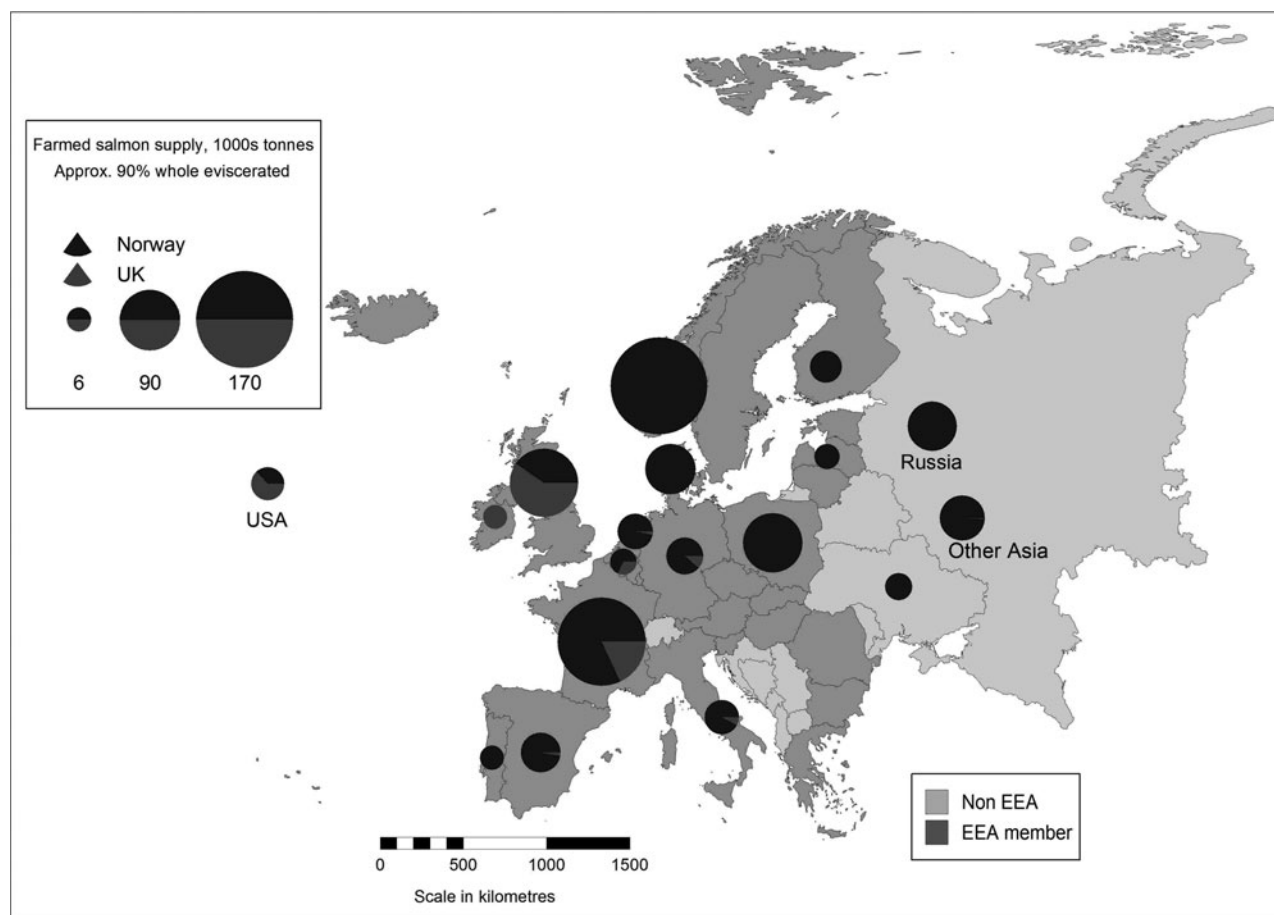 Farmed salmon supply, 1000s tonnes
Approx. 90% whole eviscerated
Norway
UK
6 90 170
USA
Russia
Other Asia
Non EEA
EEA member
0 500 1000 1500
Scale in kilometres